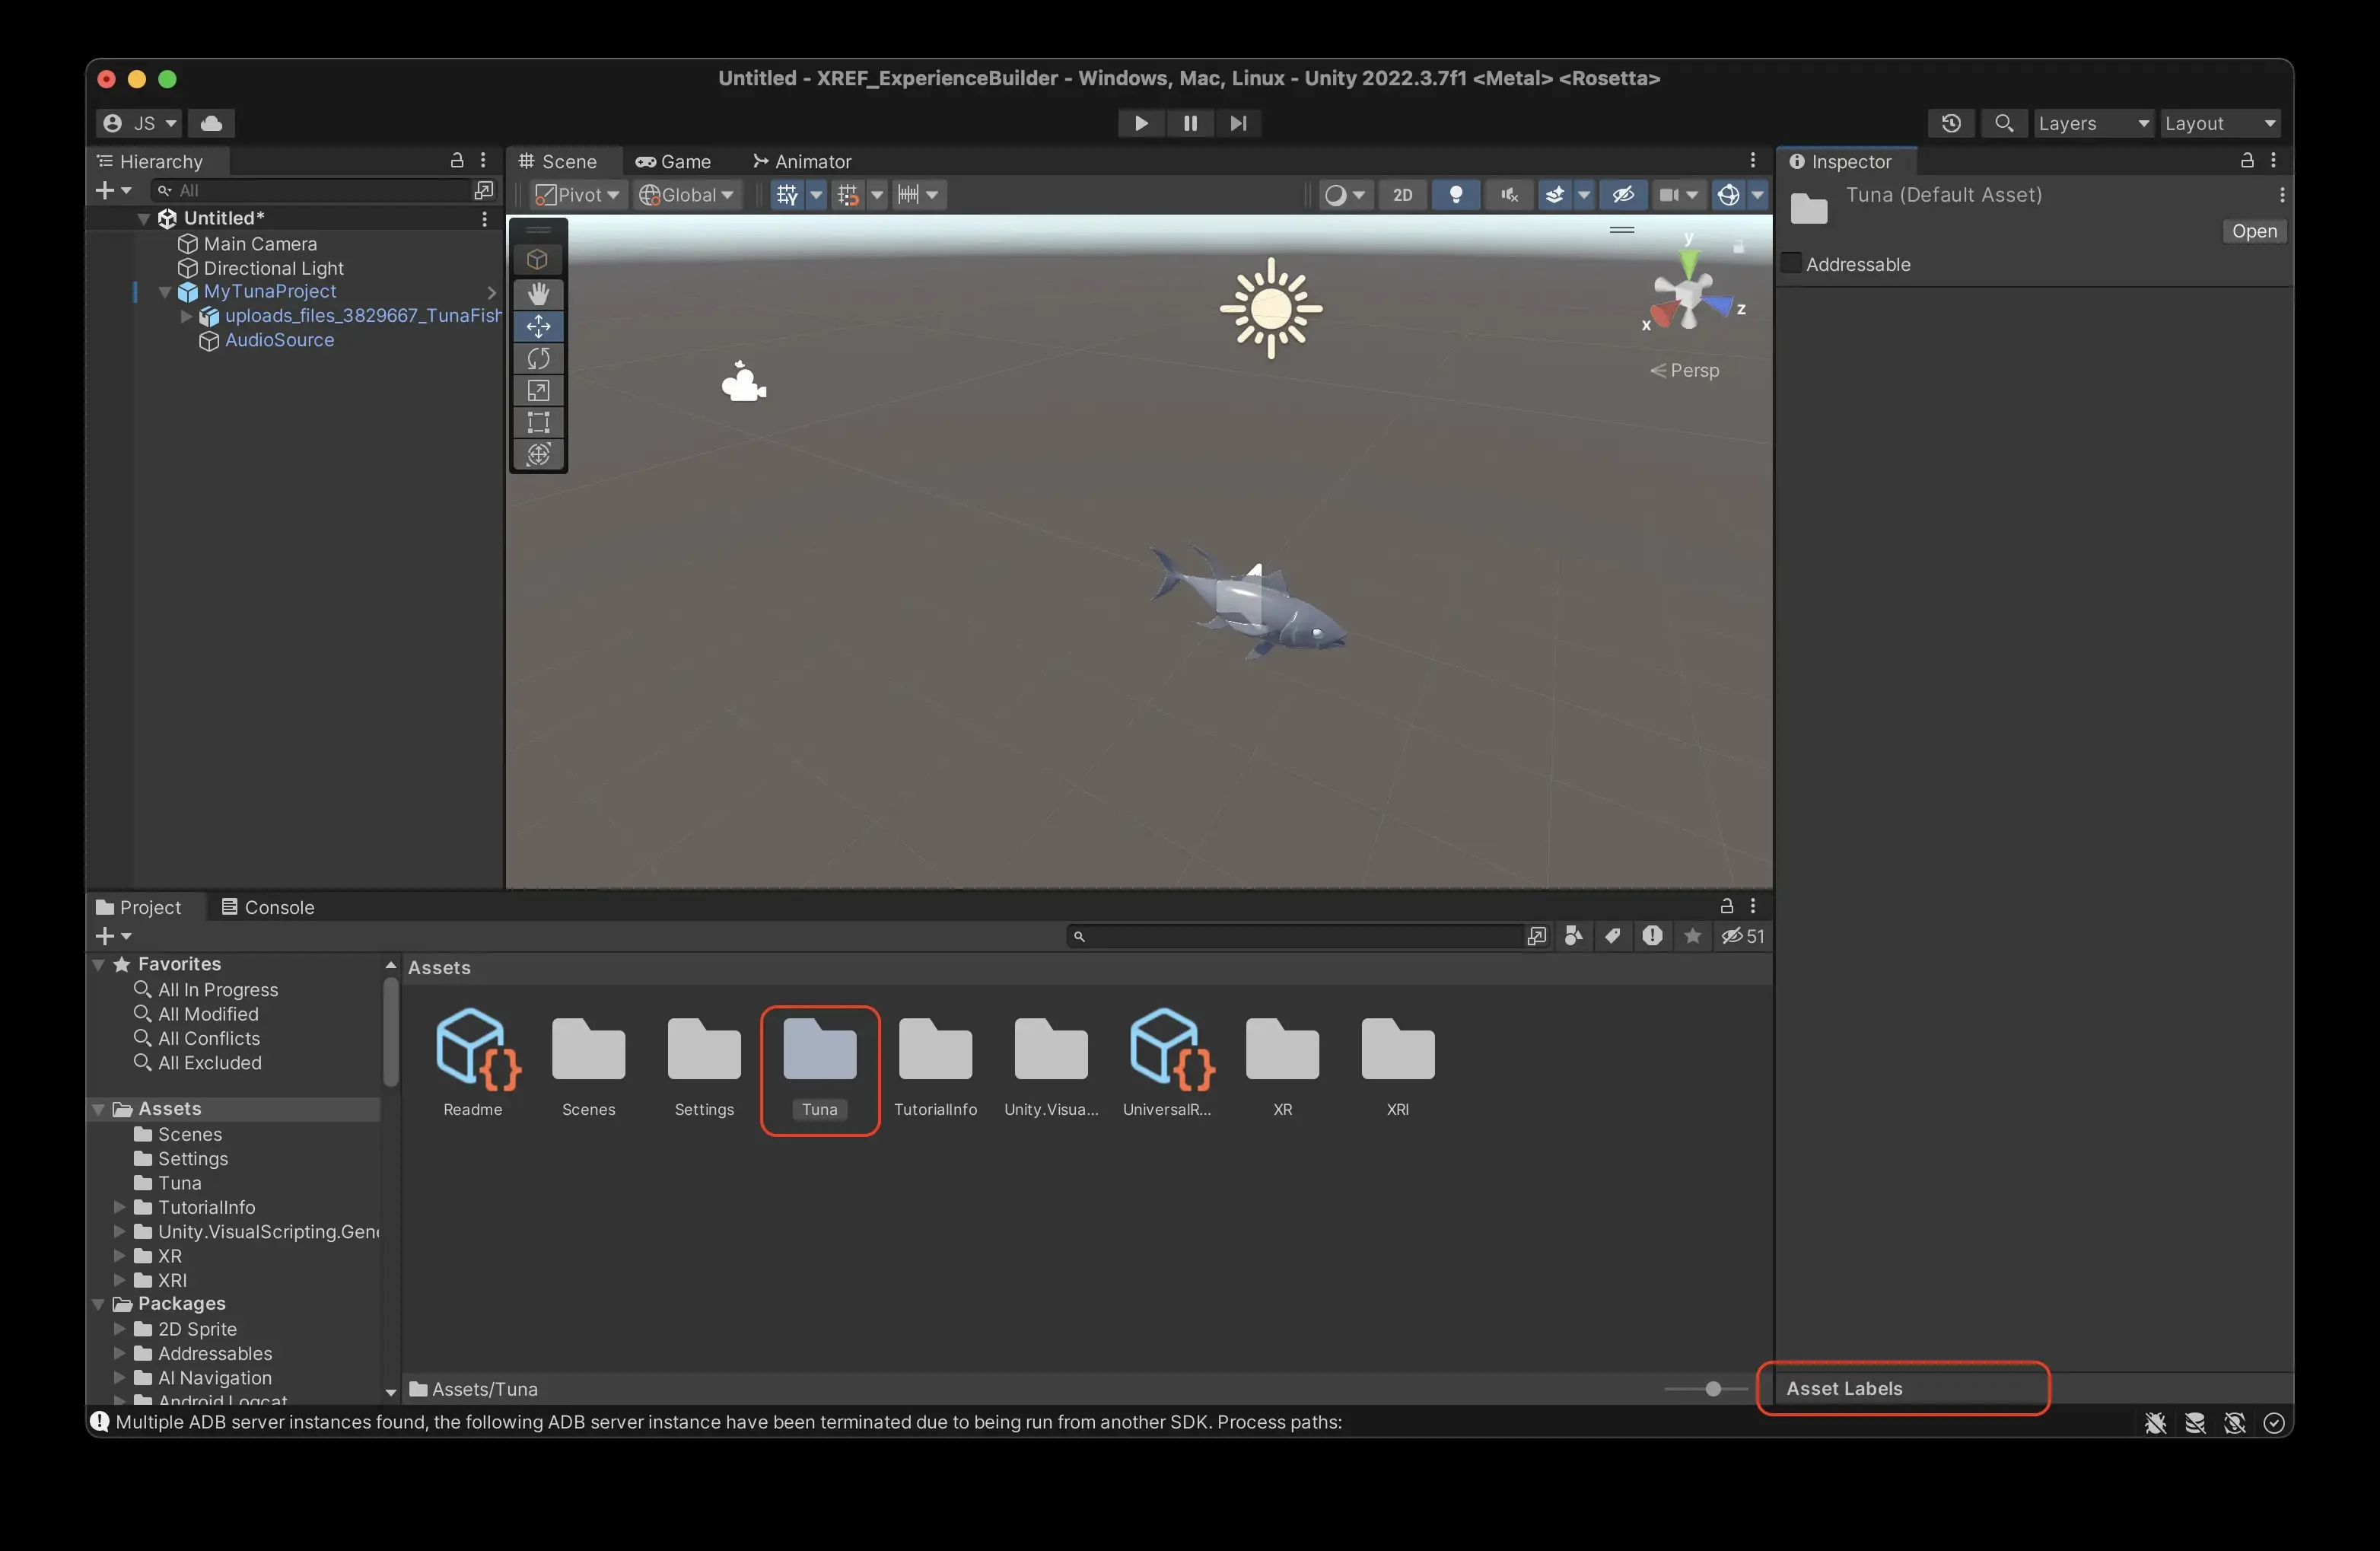 Untitled - XREF_ExperienceBuilder - Windows, Mac, Linux - Unity 2022.3.7f1 <Metal> <Rosetta>
JS
Layers
Layout
Hierarchy
All
Untitled*
Main Camera
Directional Light
MyTunaProject
uploads_files_3829667_TunaFish
AudioSource
Scene
Game
Animator
Pivot
Global
2D
y
x
z
Persp
Inspector
Tuna (Default Asset)
Open
Addressable
Project
Console
51
Favorites
All In Progress
All Modified
All Conflicts
All Excluded
Assets
Scenes
Settings
Tuna
TutorialInfo
Unity.VisualScripting.Gene
XR
XRI
Packages
2D Sprite
Addressables
AI Navigation
Android Logcat
Assets
Readme
Scenes
Settings
Tuna
TutorialInfo
Unity.Visua...
UniversalR...
XR
XRI
Assets/Tuna
Asset Labels
Multiple ADB server instances found, the following ADB server instance have been terminated due to being run from another SDK. Process paths: